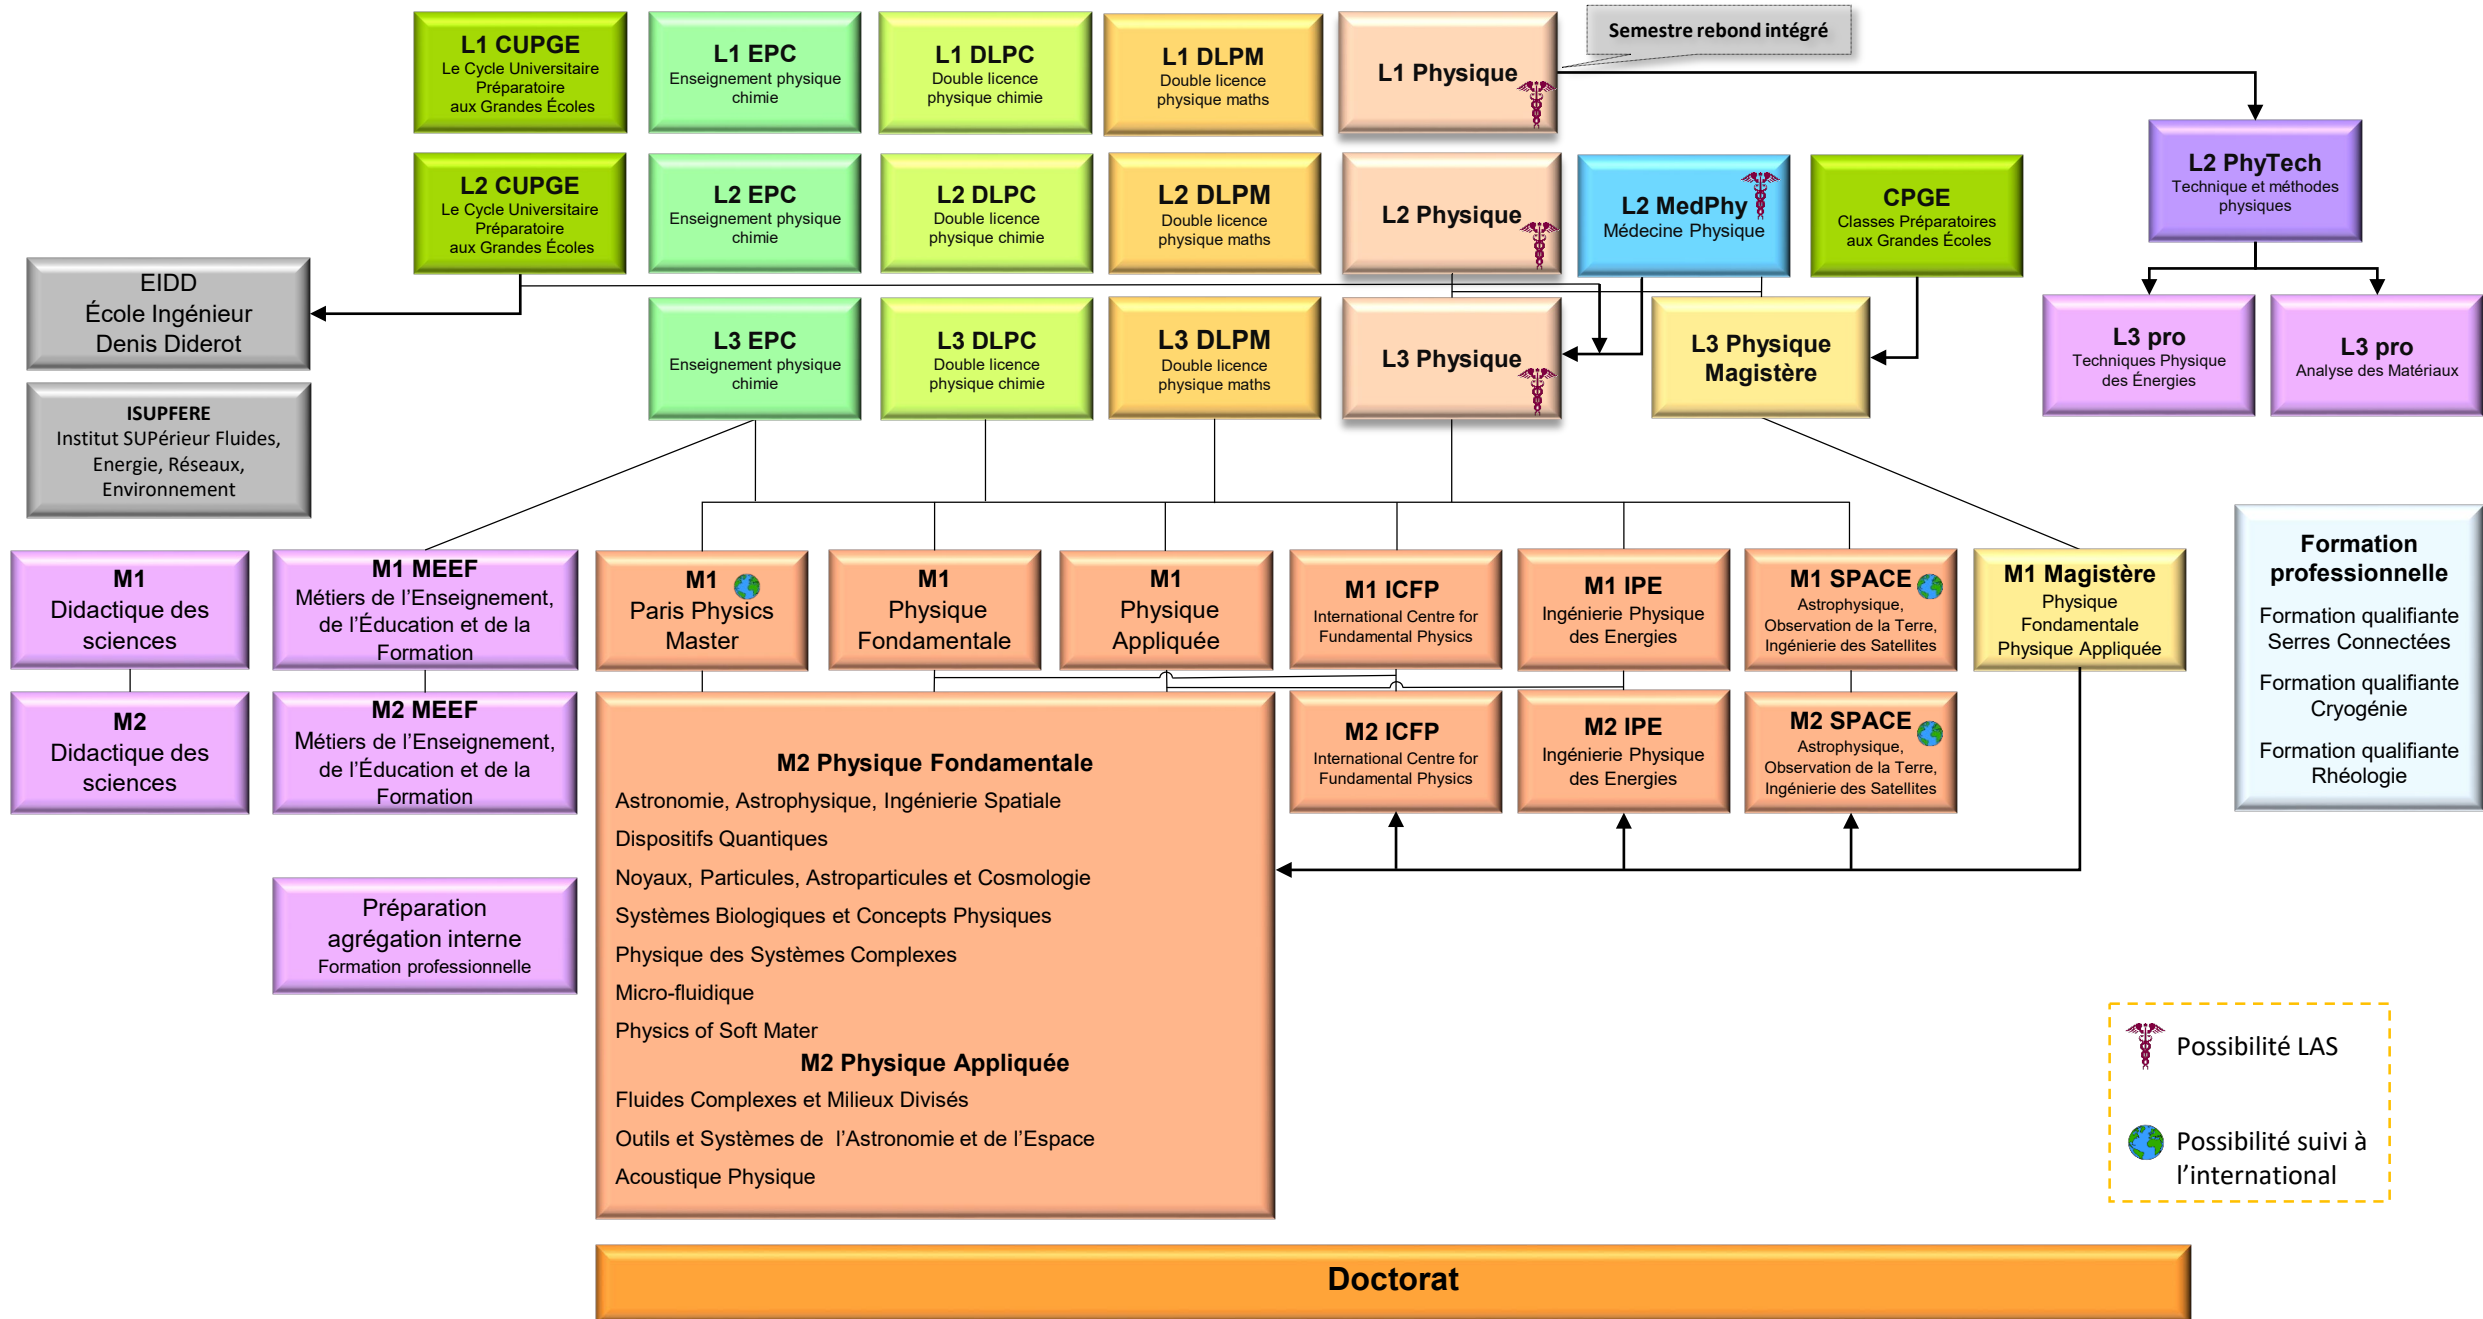 L1 CUPGE
Le Cycle Universitaire
Préparatoire
aux Grandes Écoles
L1 EPC
Enseignement physique
chimie
L1 DLPC
Double licence
physique chimie
L1 DLPM
Double licence
physique maths
L1 Physique
Semestre rebond intégré
L2 CUPGE
Le Cycle Universitaire
Préparatoire
aux Grandes Écoles
L2 EPC
Enseignement physique
chimie
L2 DLPC
Double licence
physique chimie
L2 DLPM
Double licence
physique maths
L2 Physique
L2 MedPhy
Médecine Physique
CPGE
Classes Préparatoires
aux Grandes Écoles
L2 PhyTech
Technique et méthodes
physiques
EIDD
École Ingénieur
Denis Diderot
L3 EPC
Enseignement physique
chimie
L3 DLPC
Double licence
physique chimie
L3 DLPM
Double licence
physique maths
L3 Physique
L3 Physique
Magistère
L3 pro
Techniques Physique
des Énergies
L3 pro
Analyse des Matériaux
ISUPFERE
Institut SUPérieur Fluides,
Energie, Réseaux,
Environnement
M1
Didactique des
sciences
M1 MEEF
Métiers de l’Enseignement,
de l’Éducation et de la
Formation
M1
Paris Physics
Master
M1
Physique
Fondamentale
M1
Physique
Appliquée
M1 ICFP
International Centre for
Fundamental Physics
M1 IPE
Ingénierie Physique
des Energies
M1 SPACE
Astrophysique,
Observation de la Terre,
Ingénierie des Satellites
M1 Magistère
Physique
Fondamentale
Physique Appliquée
Formation
professionnelle
Formation qualifiante
Serres Connectées
Formation qualifiante
Cryogénie
Formation qualifiante
Rhéologie
M2
Didactique des
sciences
M2 MEEF
Métiers de l’Enseignement,
de l’Éducation et de la
Formation
M2 Physique Fondamentale
Astronomie, Astrophysique, Ingénierie Spatiale
Dispositifs Quantiques
Noyaux, Particules, Astroparticules et Cosmologie
Systèmes Biologiques et Concepts Physiques
Physique des Systèmes Complexes
Micro-fluidique
Physics of Soft Mater
M2 Physique Appliquée
Fluides Complexes et Milieux Divisés
Outils et Systèmes de l’Astronomie et de l’Espace
Acoustique Physique
M2 ICFP
International Centre for
Fundamental Physics
M2 IPE
Ingénierie Physique
des Energies
M2 SPACE
Astrophysique,
Observation de la Terre,
Ingénierie des Satellites
Préparation
agrégation interne
Formation professionnelle
Possibilité LAS
Possibilité suivi à
l’international
Doctorat